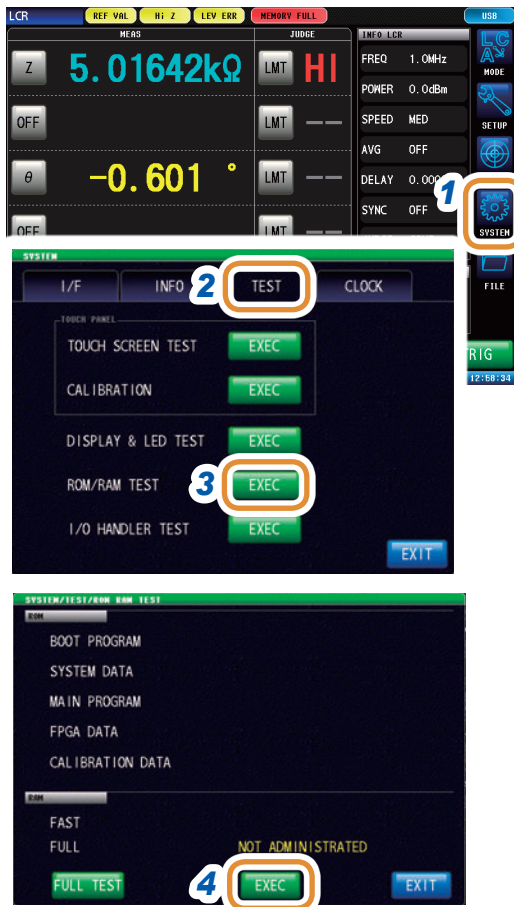 LCR REF VAL Hi Z LEV ERR MEMORY FULL USB
MEAS JUDGE INFO LCR
Z 5.01642kΩ LMT HI FREQ 1.0MHz
MODE
POWER 0.0dBm
OFF LMT -- SPEED MED
SETUP
AVG OFF
θ -0.601 ° LMT -- DELAY 0.000
1
SYNC OFF
OFF LMT --
SYSTEM
SYSTEM
I/F INFO 2 TEST CLOCK
FILE
TOUCH PANEL
TOUCH SCREEN TEST EXEC
RIG
12:58:34
CALIBRATION EXEC
DISPLAY & LED TEST EXEC
ROM/RAM TEST 3 EXEC
I/O HANDLER TEST EXEC
EXIT
SYSTEM/TEST/ROM RAM TEST
ROM
BOOT PROGRAM
SYSTEM DATA
MAIN PROGRAM
FPGA DATA
CALIBRATION DATA
RAM
FAST
FULL NOT ADMINISTRATED
FULL TEST 4 EXEC EXIT